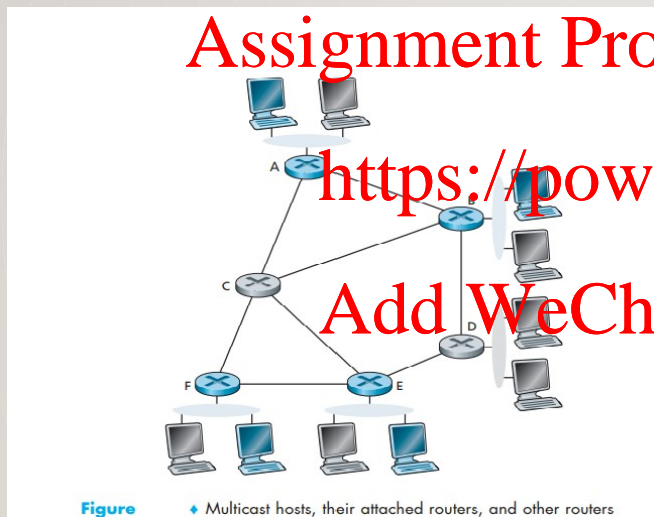 Assignment Pro
A
https://pow
B
C
Add WeCh
D
F
E
Figure ♦ Multicast hosts, their attached routers, and other routers